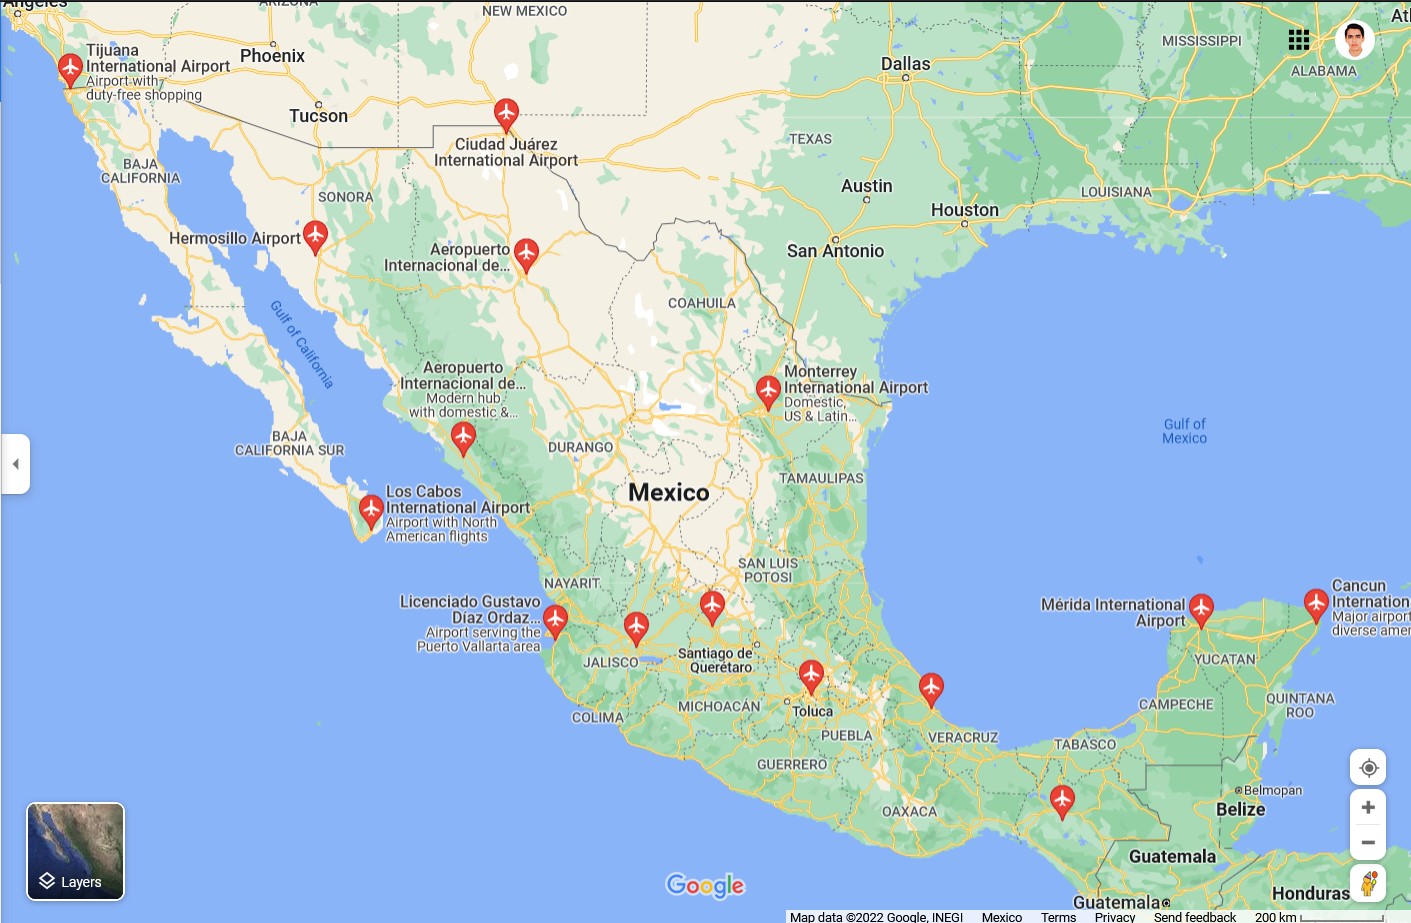 Angeles
ARIZONA
NEW MEXICO
Phoenix
Tucson
Tijuana
International Airport
Airport with
duty-free shopping
Ciudad Juárez
International Airport
Dallas
TEXAS
MISSISSIPPI
ALABAMA
BAJA
CALIFORNIA
SONORA
Austin
Houston
San Antonio
LOUISIANA
Hermosillo Airport
Aeropuerto
Internacional de...
COAHUILA
Gulf of California
Aeropuerto
Internacional de...
Modern hub
with domestic &...
Monterrey
International Airport
Domestic,
US & Latin...
BAJA
CALIFORNIA SUR
DURANGO
Gulf of
Mexico
Mexico
TAMAULIPAS
Los Cabos
International Airport
Airport with North
American flights
SAN LUIS
POTOSI
NAYARIT
Licenciado Gustavo
Díaz Ordaz...
Airport serving the
Puerto Vallarta area
Mérida International
Airport
Cancun
Internation
Major airport
diverse amer
JALISCO
Santiago de
Querétaro
YUCATAN
COLIMA
MICHOACÁN
Toluca
CAMPECHE
QUINTANA
ROO
PUEBLA
VERACRUZ
TABASCO
GUERRERO
OAXACA
Belmopan
Belize
Guatemala
Guatemala
Honduras
Layers
Google
Map data ©2022 Google, INEGI Mexico Terms Privacy Send feedback 200 km